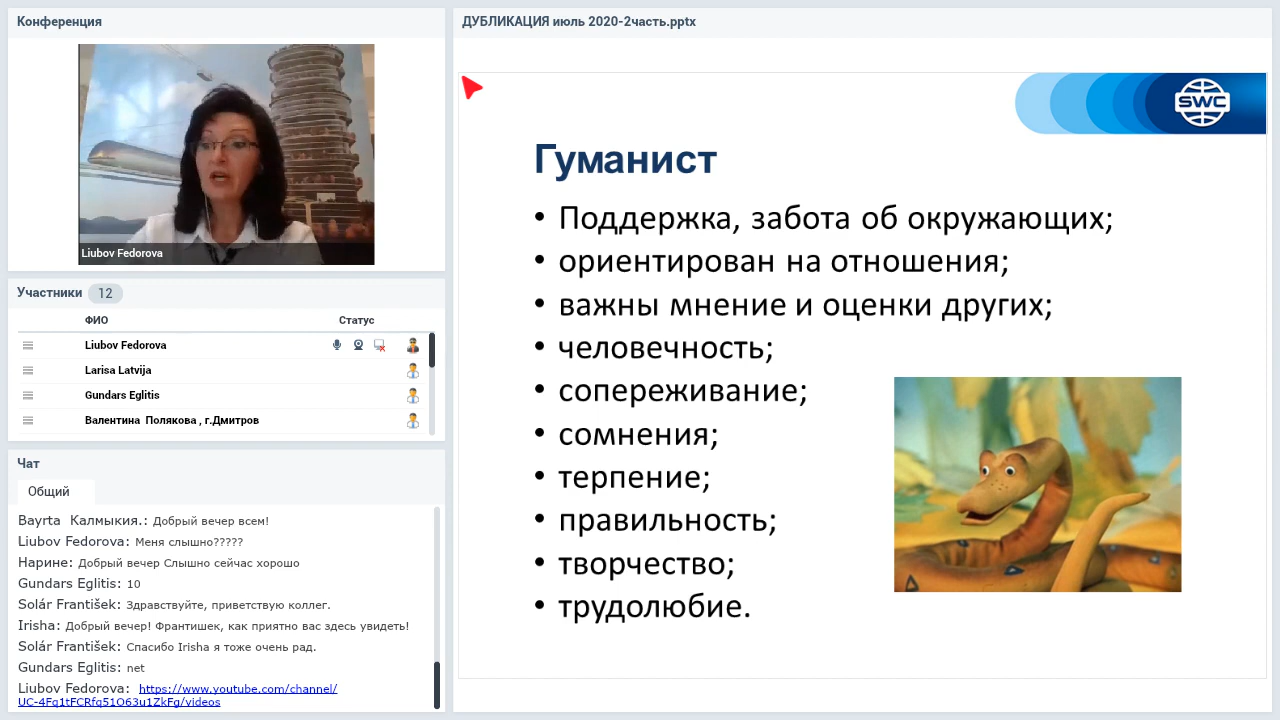 Конференция
Liubov Fedorova
Участники 12
ФИО Статус
Liubov Fedorova
Larisa Latvija
Gundars Eglitis
Валентина Полякова , г.Дмитров
Чат
Общий
Bayrta Калмыкия.: Добрый вечер всем!
Liubov Fedorova: Меня слышно?????
Нарине: Добрый вечер Слышно сейчас хорошо
Gundars Eglitis: 10
Solár František: Здравствуйте, приветствую коллег.
Irisha: Добрый вечер! Франтишек, как приятно вас здесь увидеть!
Solár František: Спасибо Irisha я тоже очень рад.
Gundars Eglitis: net
Liubov Fedorova: https://www.youtube.com/channel/
UC-4Fq1tFCRfq51O63u1ZkFg/videos
ДУБЛИКАЦИЯ июль 2020-2часть.pptx
SWC
Гуманист
• Поддержка, забота об окружающих;
• ориентирован на отношения;
• важны мнение и оценки других;
• человечность;
• сопереживание;
• сомнения;
• терпение;
• правильность;
• творчество;
• трудолюбие.